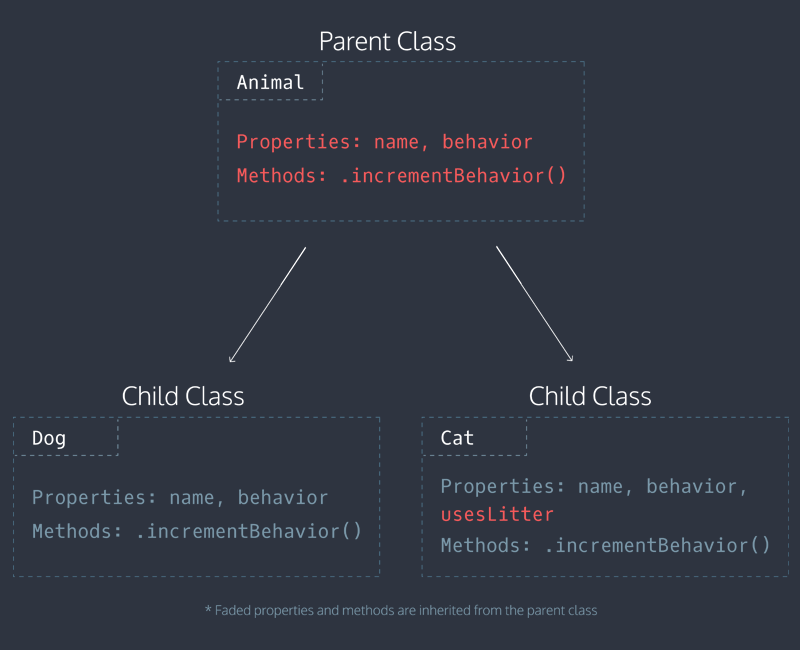 Parent Class
Animal
Properties: name, behavior
Methods: .incrementBehavior()
Child Class
Dog
Properties: name, behavior
Methods: .incrementBehavior()
Child Class
Cat
Properties: name, behavior,
usesLitter
Methods: .incrementBehavior()
* Faded properties and methods are inherited from the parent class